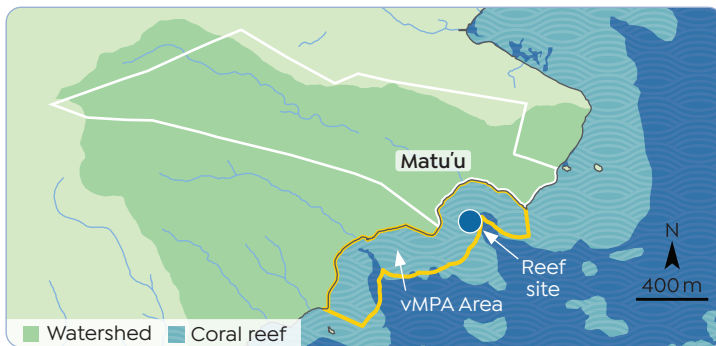 Matu'u
N
Reef
site
400 m
vMPA Area
Watershed
Coral reef